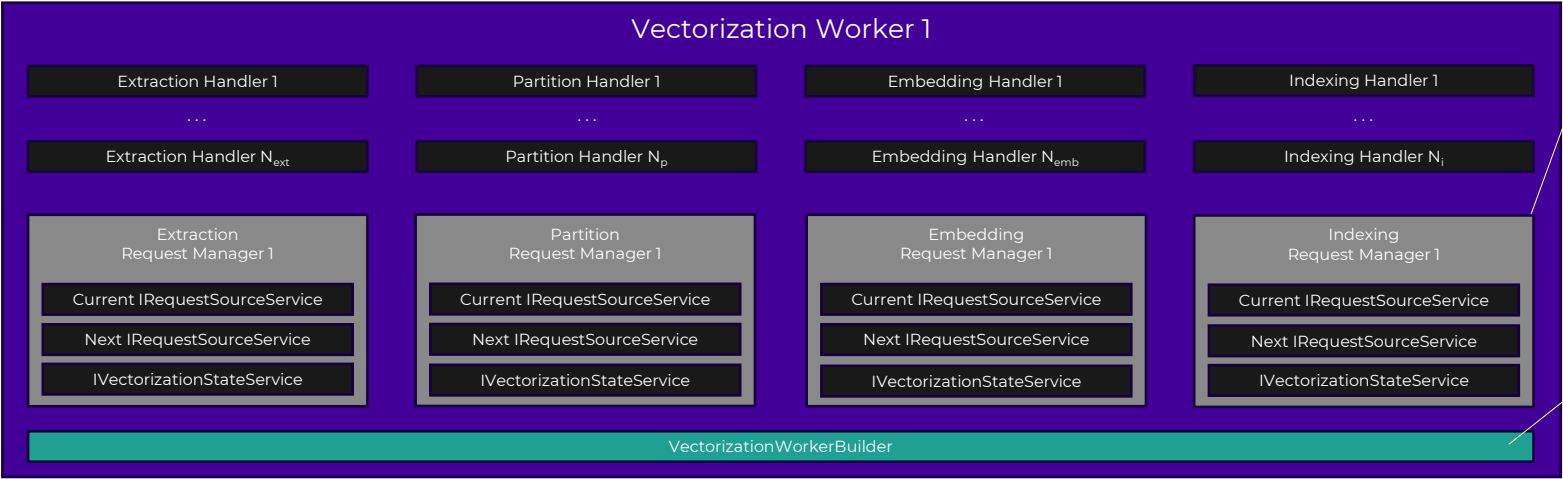 Vectorization Worker 1
Extraction Handler 1
Partition Handler 1
Embedding Handler 1
Indexing Handler 1
...
...
...
...
Extraction Handler Next
Partition Handler Np
Embedding Handler Nemb
Indexing Handler Ni
Extraction
Request Manager 1
Current IRequestSourceService
Next IRequestSourceService
IVectorizationStateService
Partition
Request Manager 1
Current IRequestSourceService
Next IRequestSourceService
IVectorizationStateService
Embedding
Request Manager 1
Current IRequestSourceService
Next IRequestSourceService
IVectorizationStateService
Indexing
Request Manager 1
Current IRequestSourceService
Next IRequestSourceService
IVectorizationStateService
VectorizationWorkerBuilder